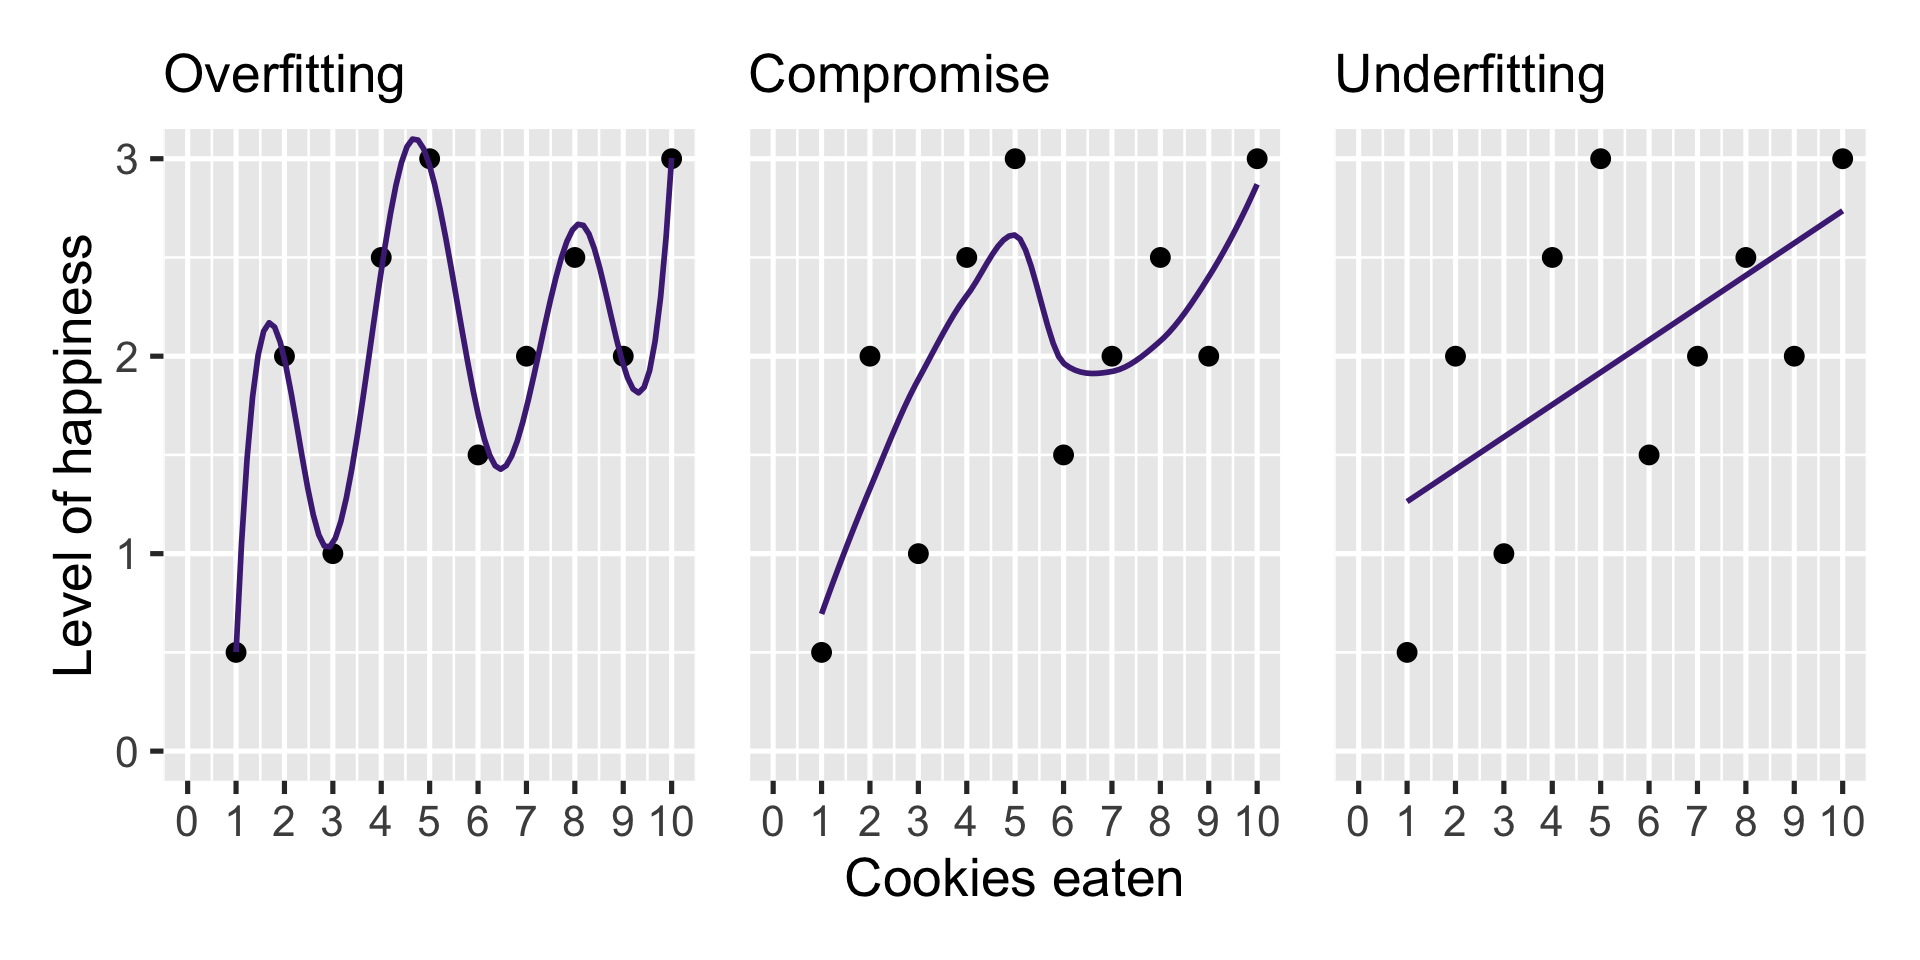 Overfitting Compromise Underfitting
3
2
1
0
Level of happiness
0 1 2 3 4 5 6 7 8 9 10 0 1 2 3 4 5 6 7 8 9 10 0 1 2 3 4 5 6 7 8 9 10
Cookies eaten